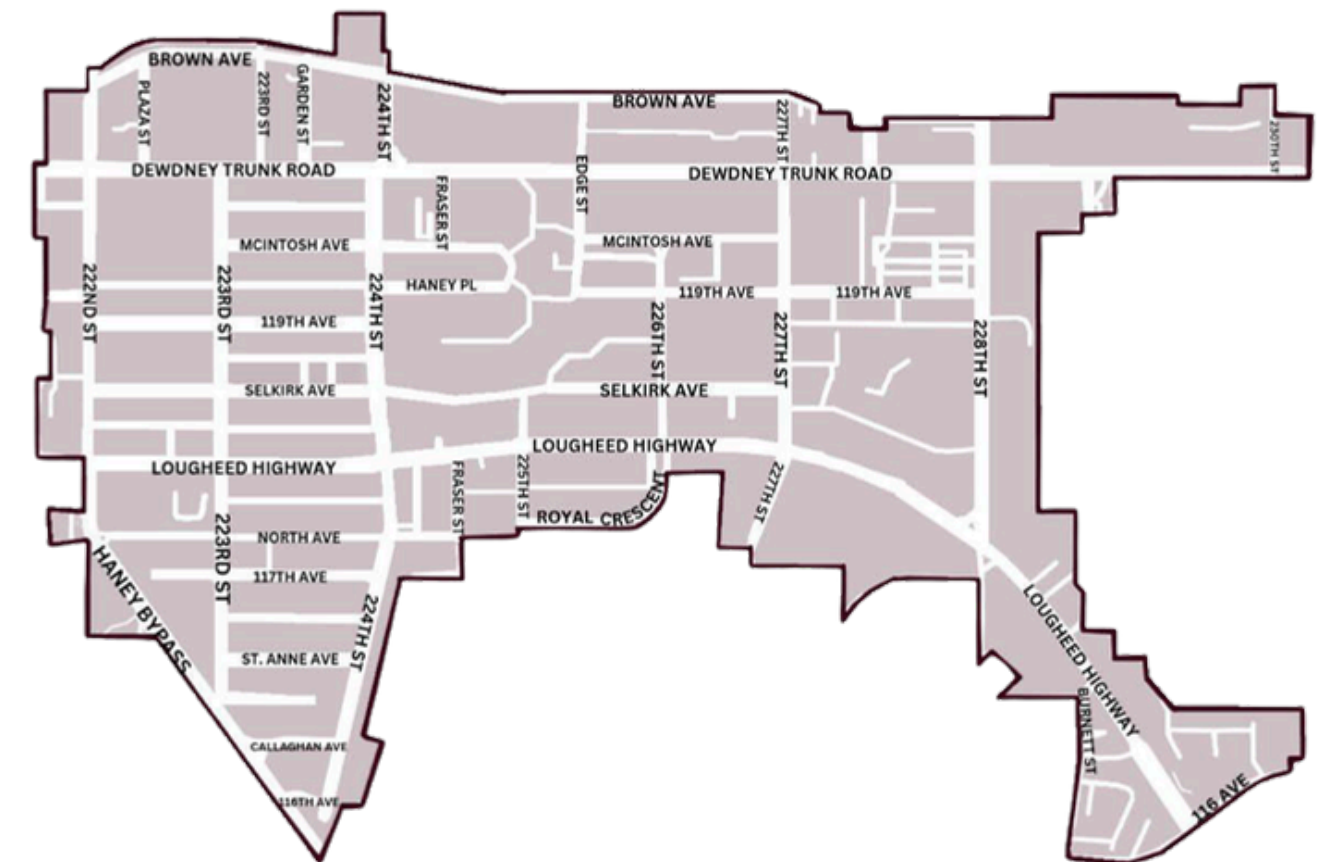 BROWN AVE
PLAZA ST
223RD ST
GARDEN ST
224TH ST
BROWN AVE
227TH ST
230TH ST
DEWDNEY TRUNK ROAD
DEWDNEY TRUNK ROAD
EDGE ST
FRASER ST
MCINTOSH AVE
MCINTOSH AVE
222ND ST
223RD ST
224TH ST
HANEY PL
119TH AVE
119TH AVE
119TH AVE
226TH ST
227TH ST
228TH ST
SELKIRK AVE
SELKIRK AVE
LOUGHEED HIGHWAY
LOUGHEED HIGHWAY
FRASER ST
225TH ST
227TH ST
ROYAL CRESCENT
223RD ST
NORTH AVE
117TH AVE
HANEY BYPASS
224TH ST
ST. ANNE AVE
LOUGHEED HIGHWAY
BURNETT ST
CALLAGHAN AVE
116TH AVE
116 AVE